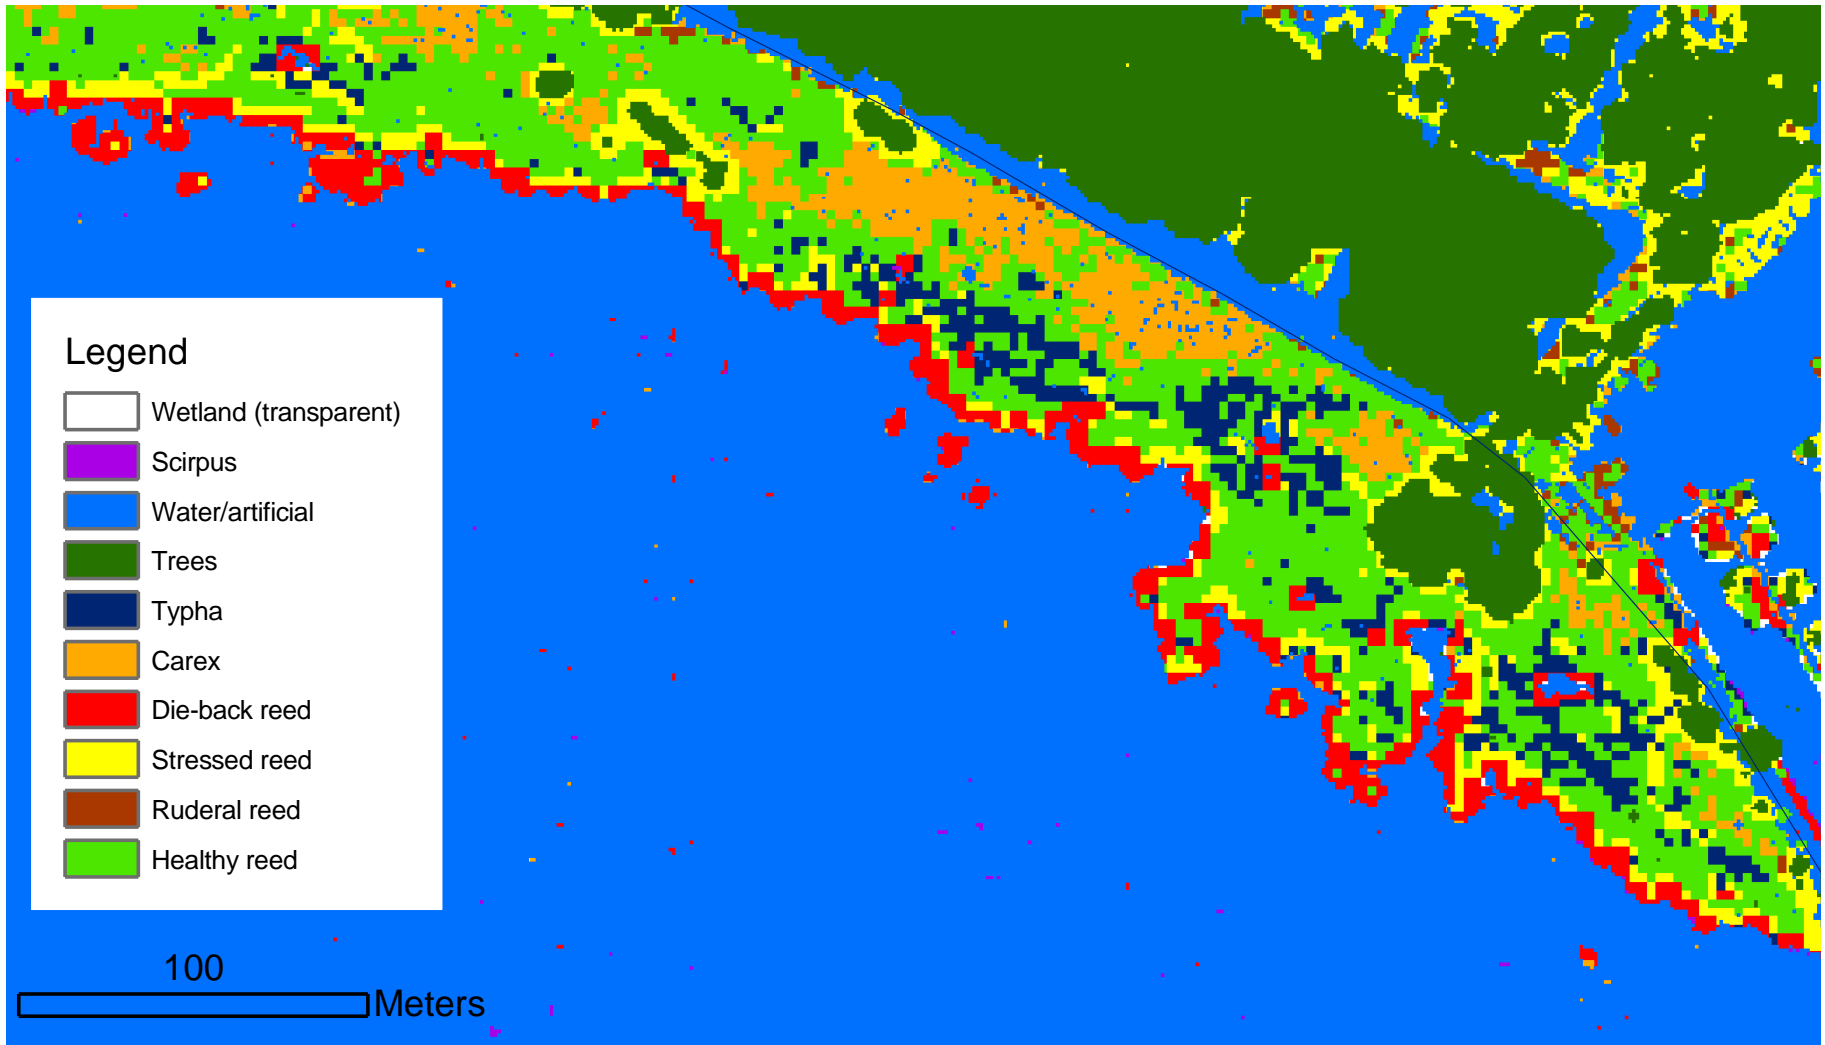 Legend
Wetland (transparent)
Scirpus
Water/artificial
Trees
Typha
Carex
Die-back reed
Stressed reed
Ruderal reed
Healthy reed
100
Meters